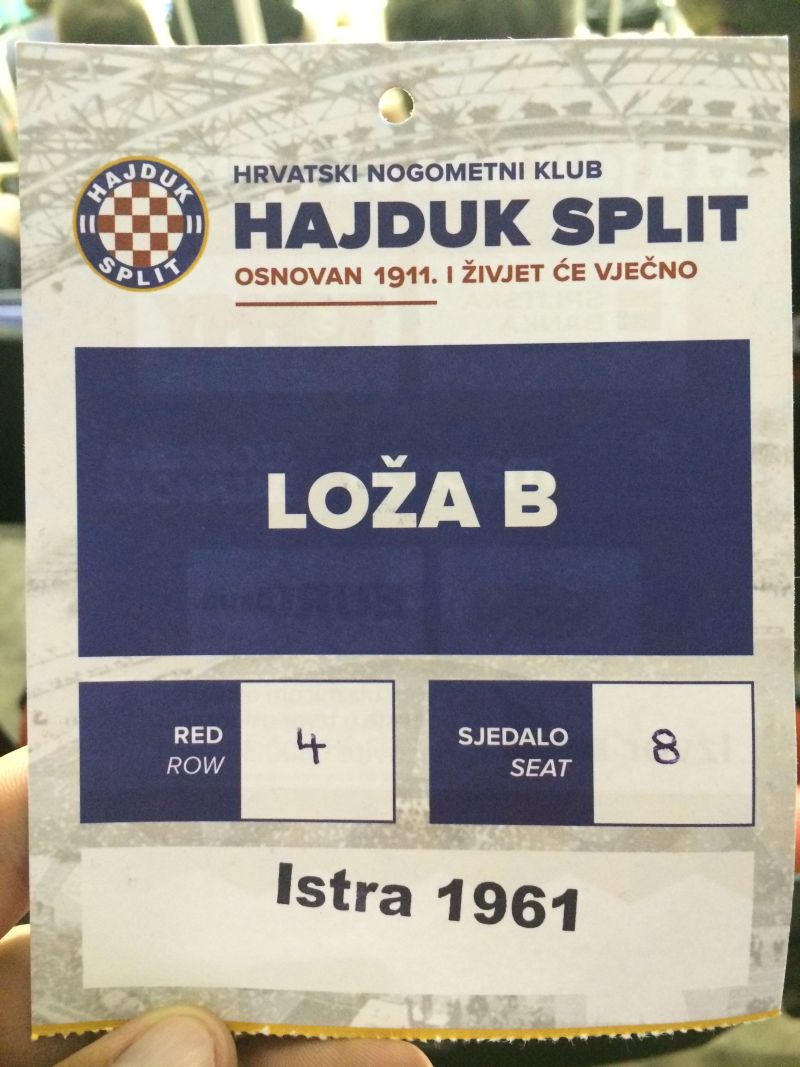 HAJDUK
SPLIT
HRVATSKI NOGOMETNI KLUB
HAJDUK SPLIT
OSNOVAN 1911. I ŽIVJET ĆE VJEČNO
LOŽA B
RED
ROW
4
SJEDALO
SEAT
8
Istra 1961